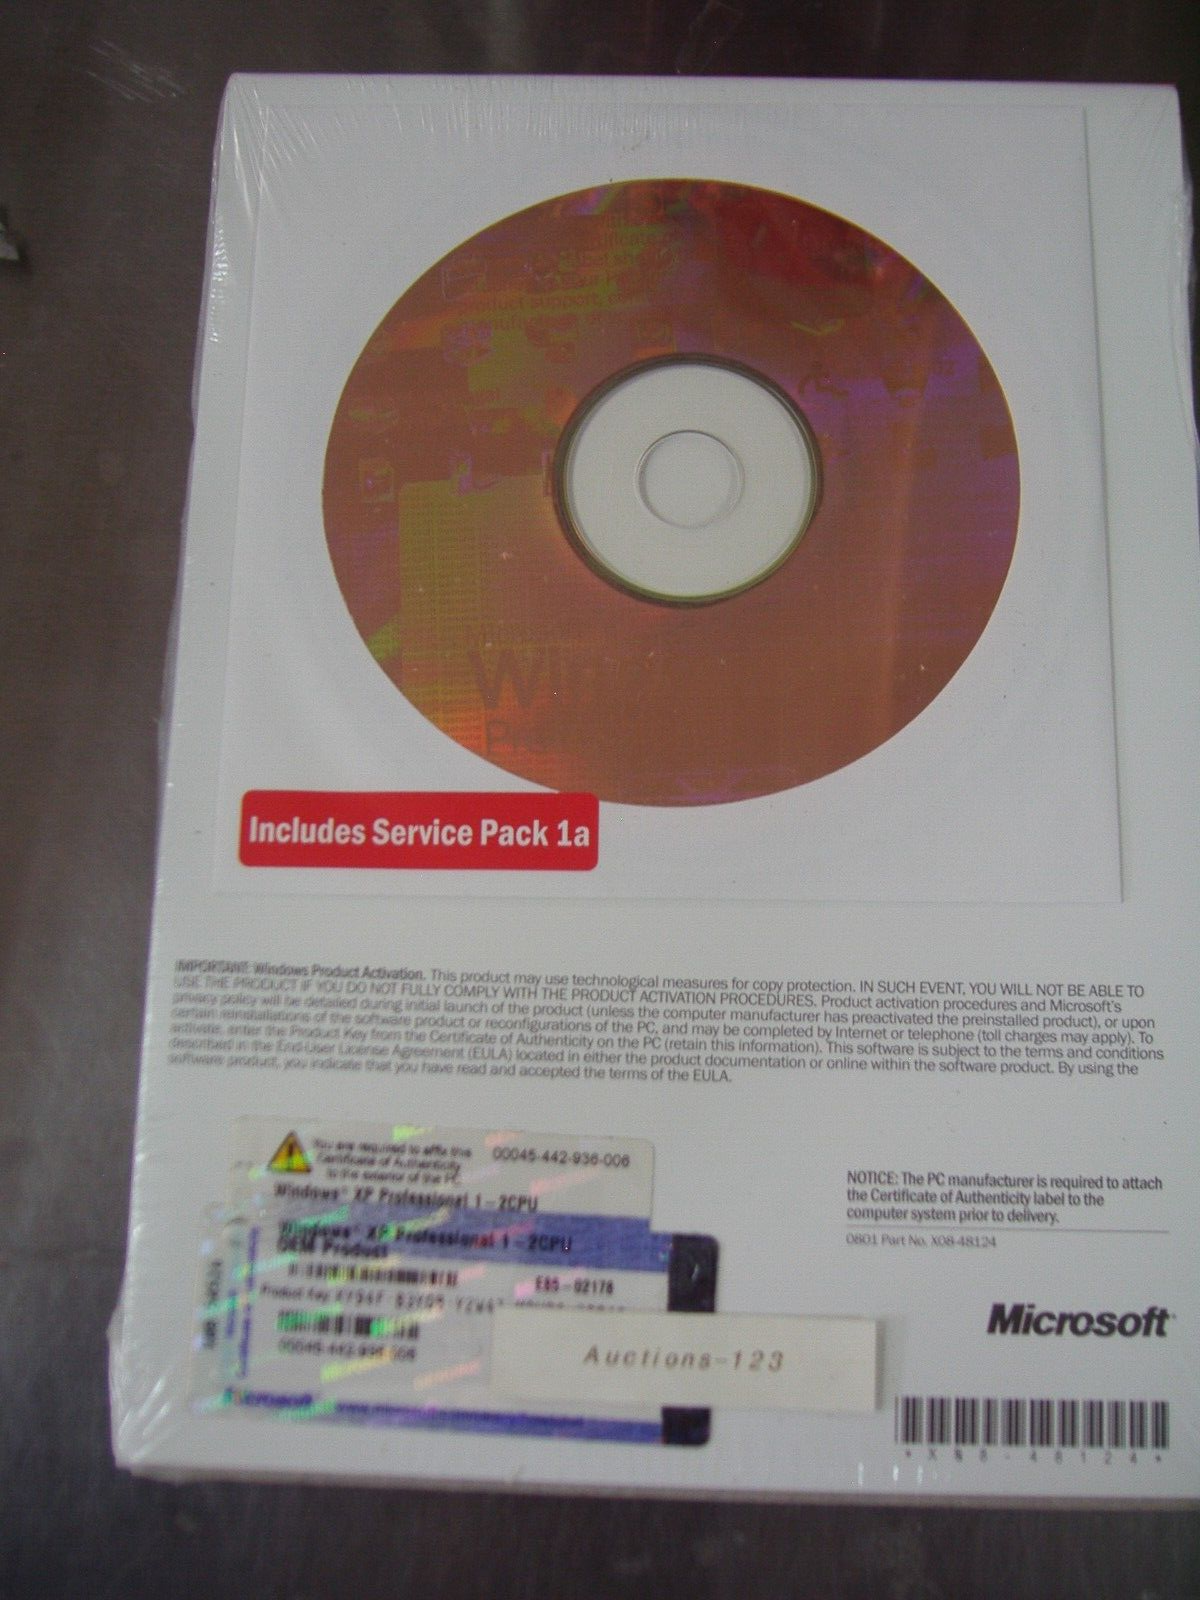 product support,
Includes Service Pack 1a
IMPORTANT: Windows Product Activation. This product may use technological measures for copy protection. IN SUCH EVENT, YOU WILL NOT BE ABLE TO
USE THE PRODUCT IF YOU DO NOT FULLY COMPLY WITH THE PRODUCT ACTIVATION PROCEDURES. Product activation procedures and Microsoft's
privacy policy will be detailed during initial launch of the product (unless the computer manufacturer has preactivated the preinstalled product), or upon
certain reinstallations of the software product or reconfigurations of the PC, and may be completed by Internet or telephone (toll charges may apply). To
activate, enter the Product Key from the Certificate of Authenticity on the PC (retain this information). This software is subject to the terms and conditions
described in the End-User License Agreement (EULA) located in either the product documentation or online within the software product. By using the
software product, you indicate that you have read and accepted the terms of the EULA.
You are required to affix this
Certificate of Authenticity
to the exterior of the PC.
00045-442-936-006
Windows® XP Professional 1-2CPU
Windows® XP Professional 1-2CPU
OEM Product
E85-02178
Product Key:
00045-442-936-006
Microsoft
Auctions-123
NOTICE: The PC manufacturer is required to attach
the Certificate of Authenticity label to the
computer system prior to delivery.
0801 Part No. X08-48124
Microsoft
*X08-48124*